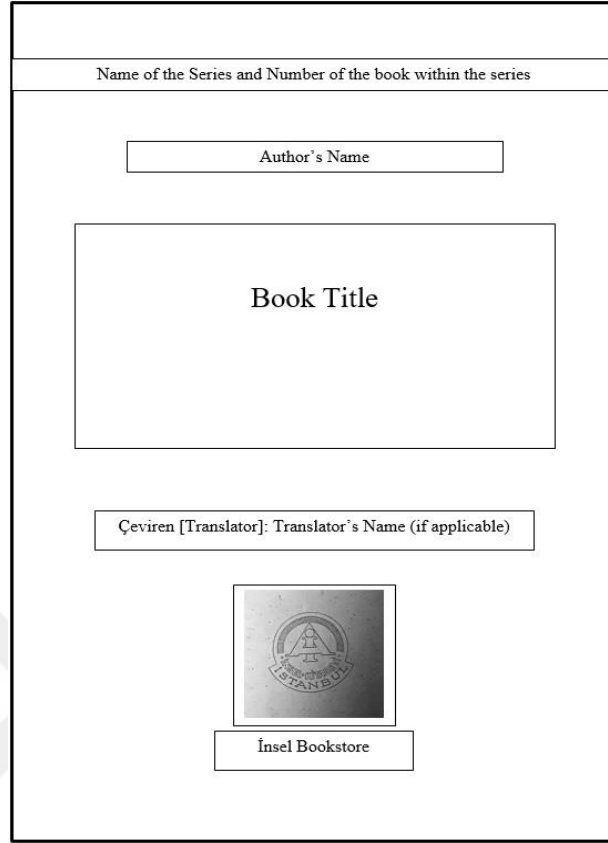 Name of the Series and Number of the book within the series
Author's Name
Book Title
Çeviren [Translator]: Translator's Name (if applicable)
İSTANBUL
İnsel Bookstore